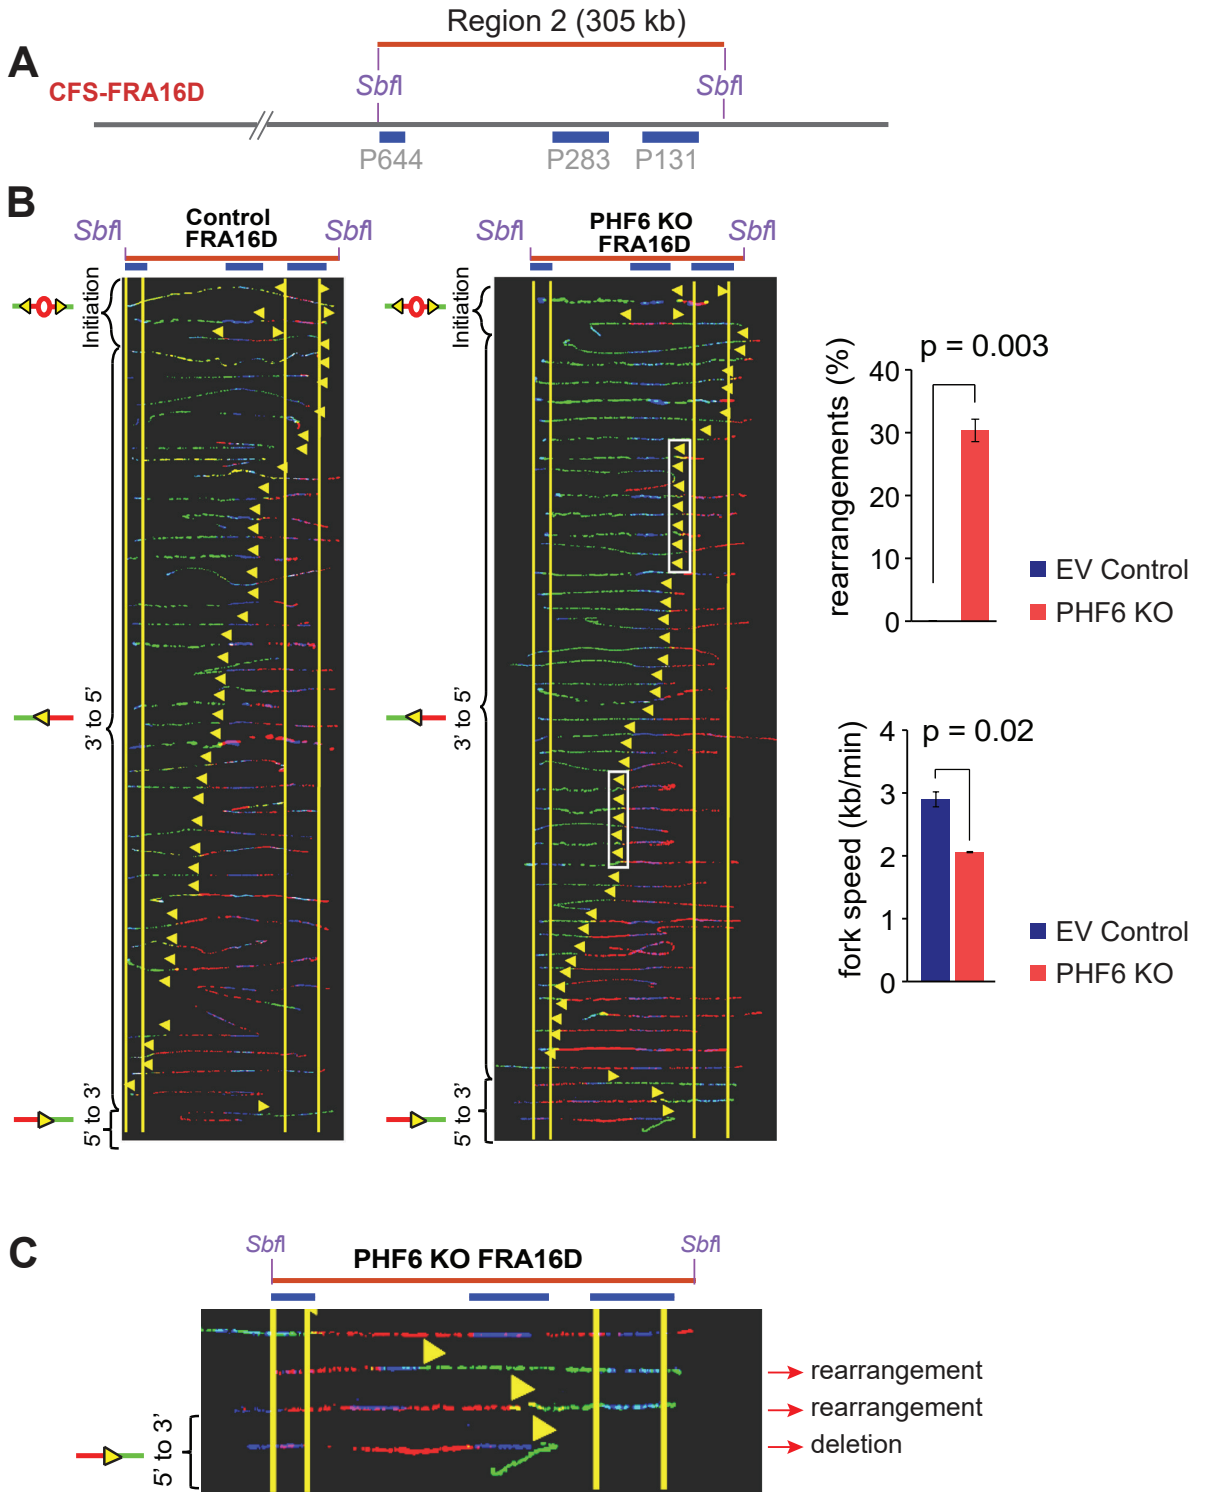 A
Region 2 (305 kb)
CFS-FRA16D
SbfI
SbfI
P644
P283
P131
B
SbfI
Control
FRA16D
SbfI
SbfI
PHF6 KO
FRA16D
SbfI
Initiation
3' to 5'
5' to 3'
Initiation
3' to 5'
5' to 3'
p = 0.003
rearrangements (%)
40
30
20
10
0
EV Control
PHF6 KO
p = 0.02
fork speed (kb/min)
4
3
2
1
0
EV Control
PHF6 KO
C
SbfI
PHF6 KO FRA16D
SbfI
rearrangement
rearrangement
deletion
5' to 3'